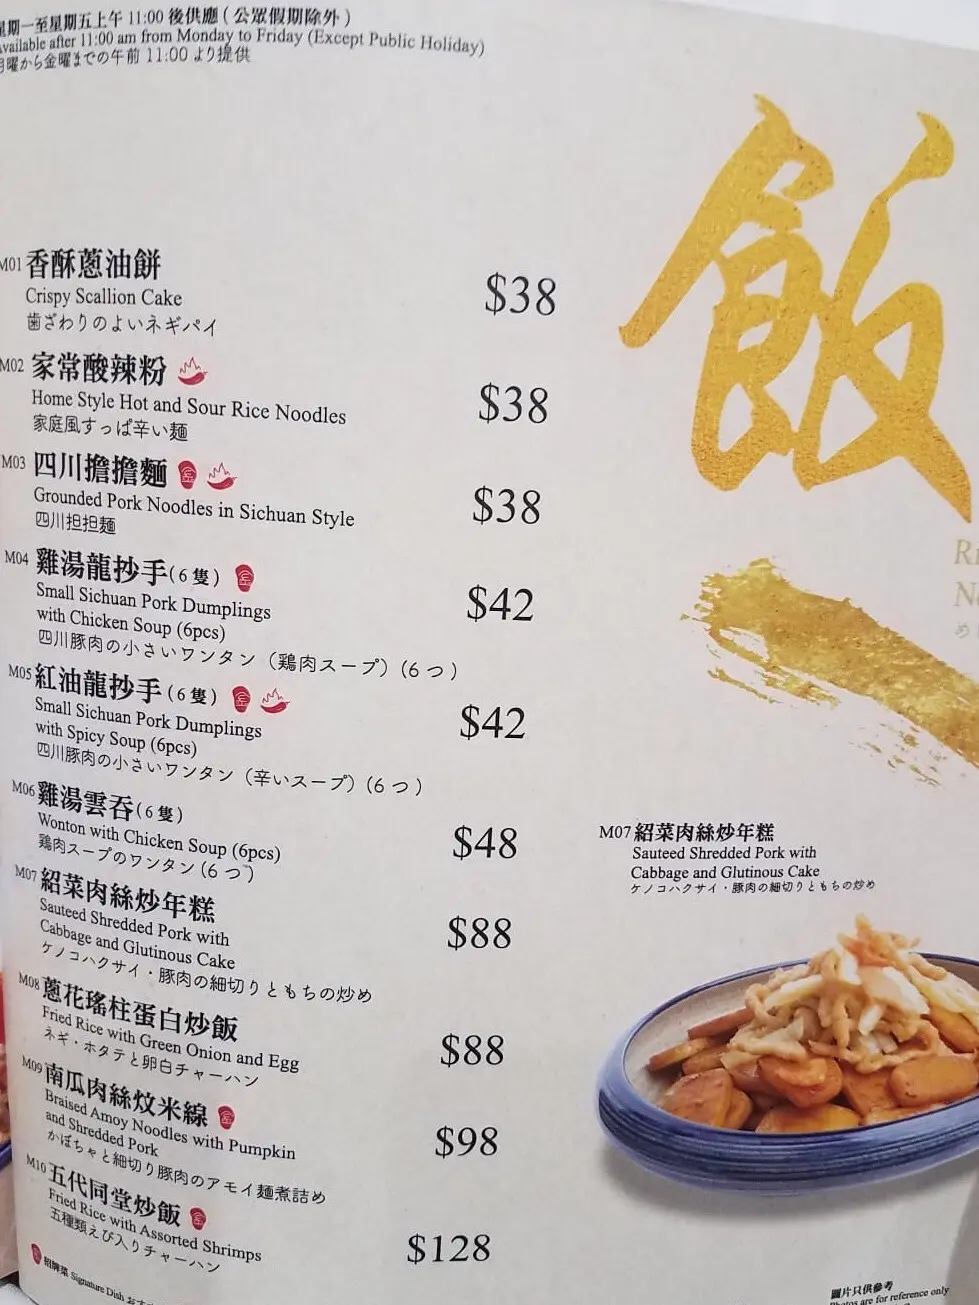 星期一至星期五上午 11:00 後供應 ( 公眾假期除外 )
Available after 11:00 am from Monday to Friday (Except Public Holiday)
月曜から金曜までの午前 11:00 より提供
飯
M01 香酥蔥油餅
Crispy Scallion Cake
歯ざわりのよいネギパイ
$38
M02 家常酸辣粉
Home Style Hot and Sour Rice Noodles
家庭風すっぱ辛い麺
$38
M03 四川擔擔麵
Grounded Pork Noodles in Sichuan Style
四川担担麺
$38
M04 雞湯龍抄手(6 隻)
Small Sichuan Pork Dumplings
with Chicken Soup (6pcs)
四川豚肉の小さいワンタン（鶏肉スープ）(6 つ)
$42
M05 紅油龍抄手(6 隻)
Small Sichuan Pork Dumplings
with Spicy Soup (6pcs)
四川豚肉の小さいワンタン（辛いスープ）(6 つ)
$42
M06 雞湯雲吞(6 隻)
Wonton with Chicken Soup (6pcs)
鶏肉スープのワンタン (6 つ)
$48
M07 紹菜肉絲炒年糕
Sauteed Shredded Pork with
Cabbage and Glutinous Cake
ケノコハクサイ・豚肉の細切りともちの炒め
$88
M08 蔥花瑤柱蛋白炒飯
Fried Rice with Green Onion and Egg
ネギ・ホタテと卵白チャーハン
$88
M09 南瓜肉絲炆米線
Braised Amoy Noodles with Pumpkin
and Shredded Pork
かぼちゃと細切り豚肉のアモイ麺煮詰め
$98
M10 五代同堂炒飯
Fried Rice with Assorted Shrimps
五種類えび入りチャーハン
$128
招牌菜 Signature Dish
M07 紹菜肉絲炒年糕
Sauteed Shredded Pork with
Cabbage and Glutinous Cake
ケノコハクサイ・豚肉の細切りともちの炒め
圖片只供參考
Photos are for reference only